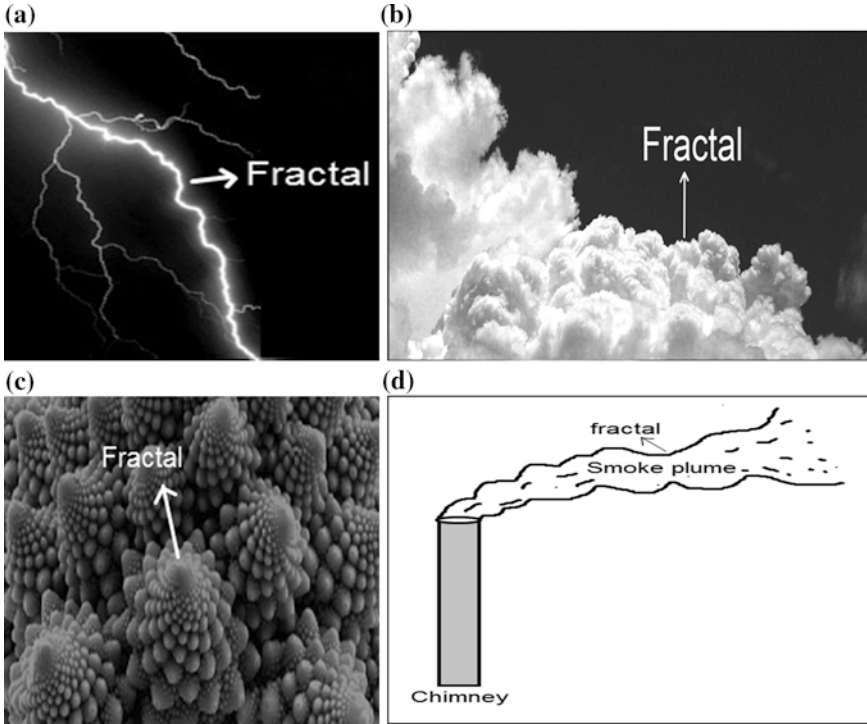 (a)
Fractal
(b)
Fractal
(c)
Fractal
(d)
fractal
Smoke plume
Chimney